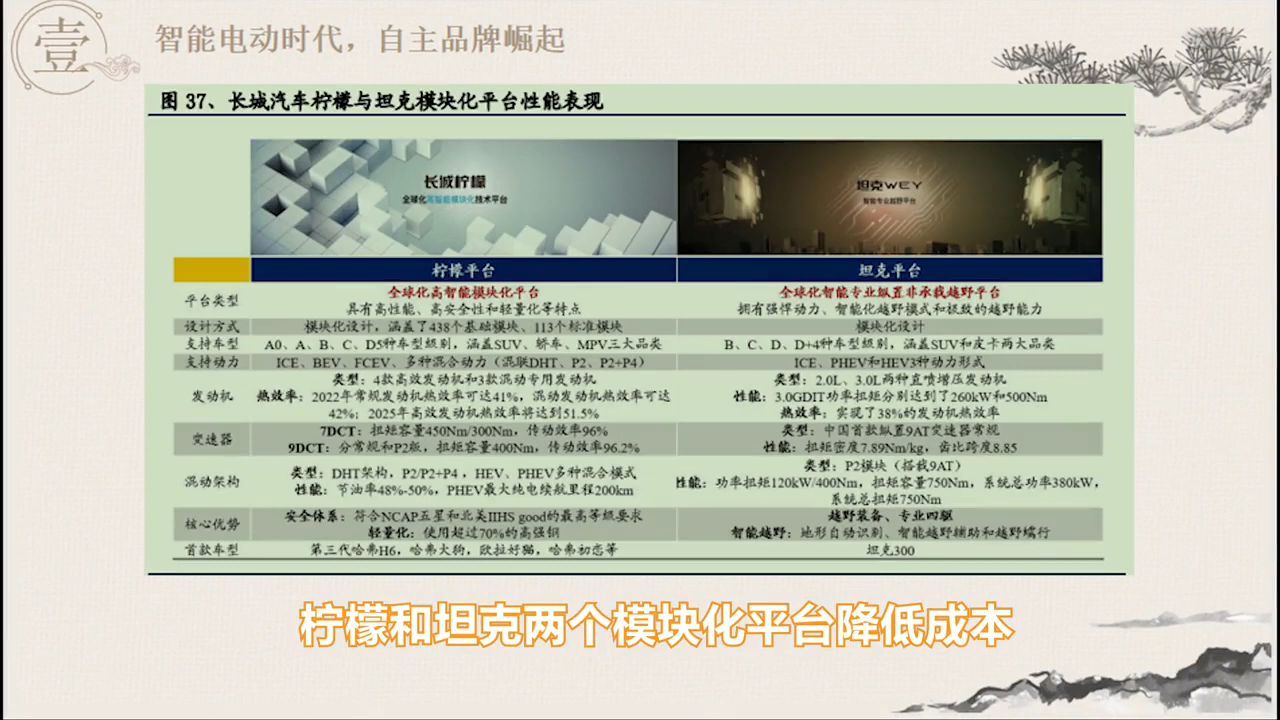 壹
智能电动时代，自主品牌崛起
图 37、长城汽车柠檬与坦克模块化平台性能表现
长城柠檬
全球化高智能模块化技术平台
坦克WEY
智能专业越野平台
柠檬平台
坦克平台
平台类型
全球化高智能模块化平台
具有高性能、高安全性和轻量化等特点
全球化智能专业纵置非承载越野平台
拥有强悍动力、智能化越野模式和极致的越野能力
设计方式
模块化设计，涵盖了438个基础模块、113个标准模块
模块化设计
支持车型
A0、A、B、C、D5种车型级别，涵盖SUV、轿车、MPV三大品类
B、C、D、D+4种车型级别，涵盖SUV和皮卡两大品类
支持动力
ICE、BEV、FCEV、多种混合动力（混联DHT、P2、P2+P4）
ICE、PHEV和HEV3种动力形式
发动机
类型：4款高效发动机和3款混动专用发动机
热效率：2022年常规发动机热效率可达41%，混动发动机热效率可达
42%；2025年高效发动机热效率将达到51.5%
类型：2.0L、3.0L两种直喷增压发动机
性能：3.0GDIT功率扭矩分别达到了260kW和500Nm
热效率：实现了38%的发动机热效率
变速器
7DCT：扭矩容量450Nm/300Nm，传动效率96%
9DCT：分常规和P2版，扭矩容量400Nm，传动效率96.2%
类型：中国首款纵置9AT变速器常规
性能：扭矩密度7.89Nm/kg，齿比跨度8.85
混动架构
类型：DHT架构，P2/P2+P4，HEV、PHEV多种混合模式
性能：节油率48%-50%，PHEV最大纯电续航里程200km
类型：P2模块（搭载9AT）
性能：功率扭矩120kW/400Nm，扭矩容量750Nm，系统总功率380kW，
系统总扭矩750Nm
核心优势
安全体系：符合NCAP五星和北美IIHS good的最高等级要求
轻量化：使用超过70%的高强钢
越野装备、专业四驱
智能越野：地形自动识别、智能越野辅助和越野蠕行
首款车型
第三代哈弗H6，哈弗大狗，欧拉好猫，哈弗初恋等
坦克300
柠檬和坦克两个模块化平台降低成本